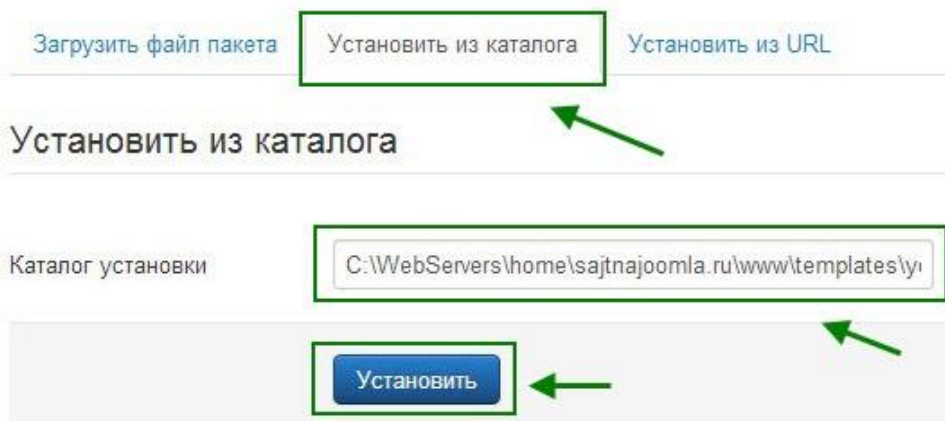 Загрузить файл пакета Установить из каталога Установить из URL
Установить из каталога
Каталог установки C:\WebServers\home\sajtnajoomla.ru\www\templates\y
Установить